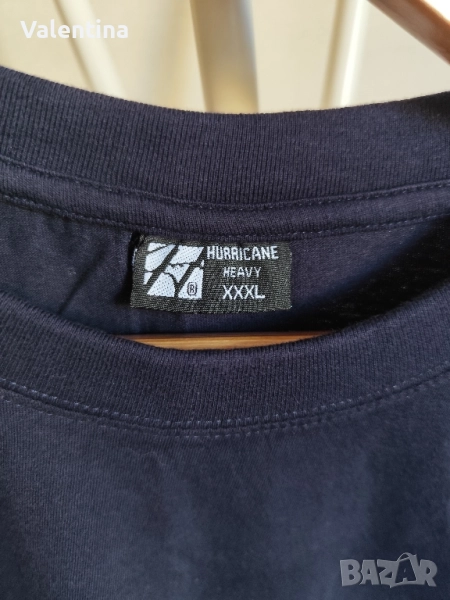 Valentina
HURRICANE
HEAVY
XXXL
®
BAZAR